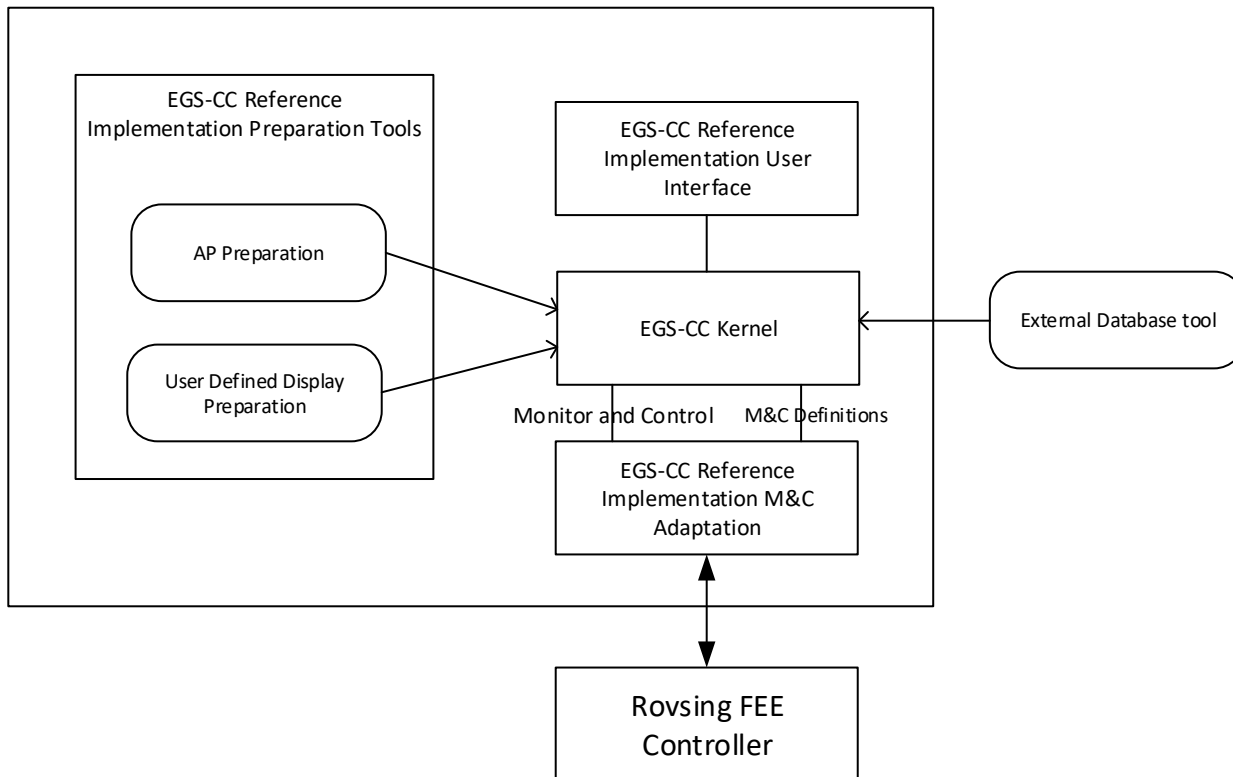 EGS-CC Reference
Implementation Preparation Tools
AP Preparation
User Defined Display
Preparation
EGS-CC Reference
Implementation User
Interface
EGS-CC Kernel
External Database tool
Monitor and Control
M&C Definitions
EGS-CC Reference
Implementation M&C
Adaptation
Rovsing FEE
Controller